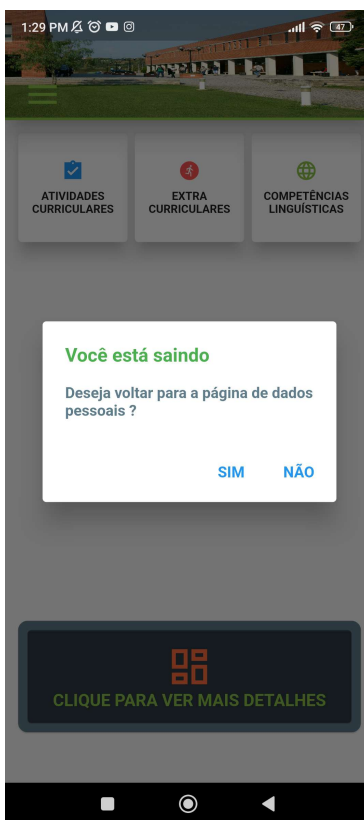 1:29 PM
47
ATIVIDADES
CURRICULARES
EXTRA
CURRICULARES
COMPETÊNCIAS
LINGUÍSTICAS
Você está saindo
Deseja voltar para a página de dados
pessoais ?
SIM NÃO
CLIQUE PARA VER MAIS DETALHES